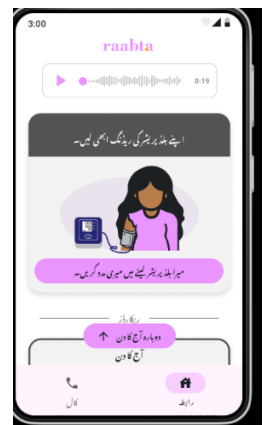 3:00
raabta
0:19
اپنے بلڈ پریشر کی ریڈنگ ابھی لیں۔
میرا بلڈ پریشر لینے میں میری مدد کریں۔
ریکارڈز
دوبارہ آج کا دن
آج کا دن
رابطہ
کال